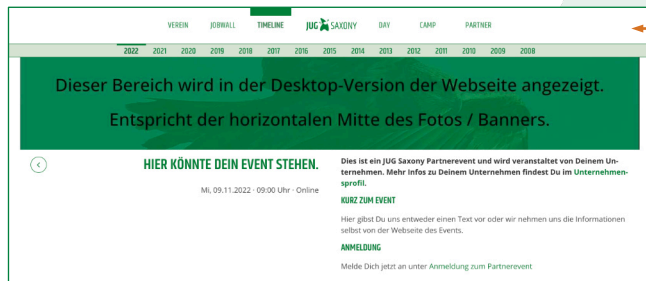 VEREIN JOBWALL TIMELINE JUG SAXONY DAY CAMP PARTNER
2022 2021 2020 2019 2018 2017 2016 2015 2014 2013 2012 2011 2010 2009 2008
Dieser Bereich wird in der Desktop-Version der Webseite angezeigt.
Entspricht der horizontalen Mitte des Fotos / Banners.
HIER KÖNNTE DEIN EVENT STEHEN.
Mi, 09.11.2022 · 09:00 Uhr · Online
Dies ist ein JUG Saxony Partnerevent und wird veranstaltet von Deinem Un-
ternehmen. Mehr Infos zu Deinem Unternehmen findest Du im Unternehmen-
sprofil.
KURZ ZUM EVENT
Hier gibst Du uns entweder einen Text vor oder wir nehmen uns die Informationen
selbst von der Webseite des Events.
ANMELDUNG
Melde Dich jetzt an unter Anmeldung zum Partnerevent